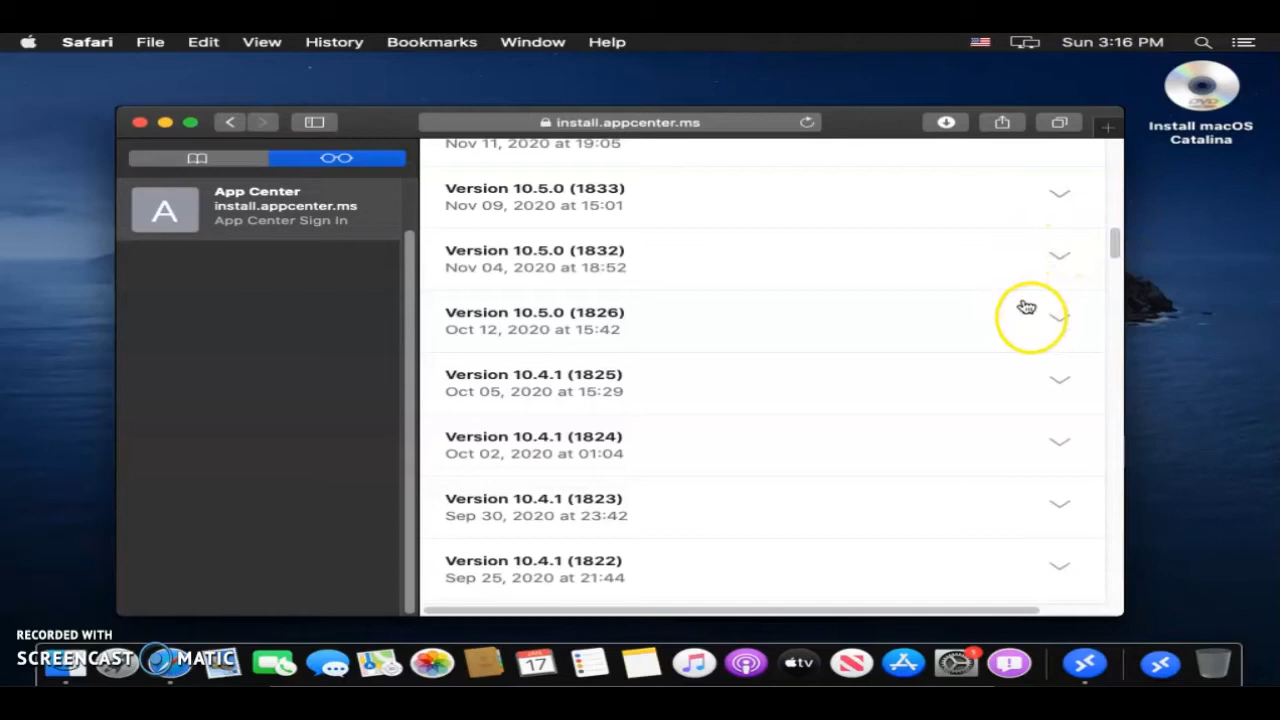 Safari File Edit View History Bookmarks Window Help Sun 3:16 PM
DVD
Install macOS
Catalina
install.appcenter.ms
A
App Center
install.appcenter.ms
App Center Sign In
Nov 11, 2020 at 19:05
Version 10.5.0 (1833)
Nov 09, 2020 at 15:01
Version 10.5.0 (1832)
Nov 04, 2020 at 18:52
Version 10.5.0 (1826)
Oct 12, 2020 at 15:42
Version 10.4.1 (1825)
Oct 05, 2020 at 15:29
Version 10.4.1 (1824)
Oct 02, 2020 at 01:04
Version 10.4.1 (1823)
Sep 30, 2020 at 23:42
Version 10.4.1 (1822)
Sep 25, 2020 at 21:44
RECORDED WITH
SCREENCAST MATIC
JAN
17
tv
1